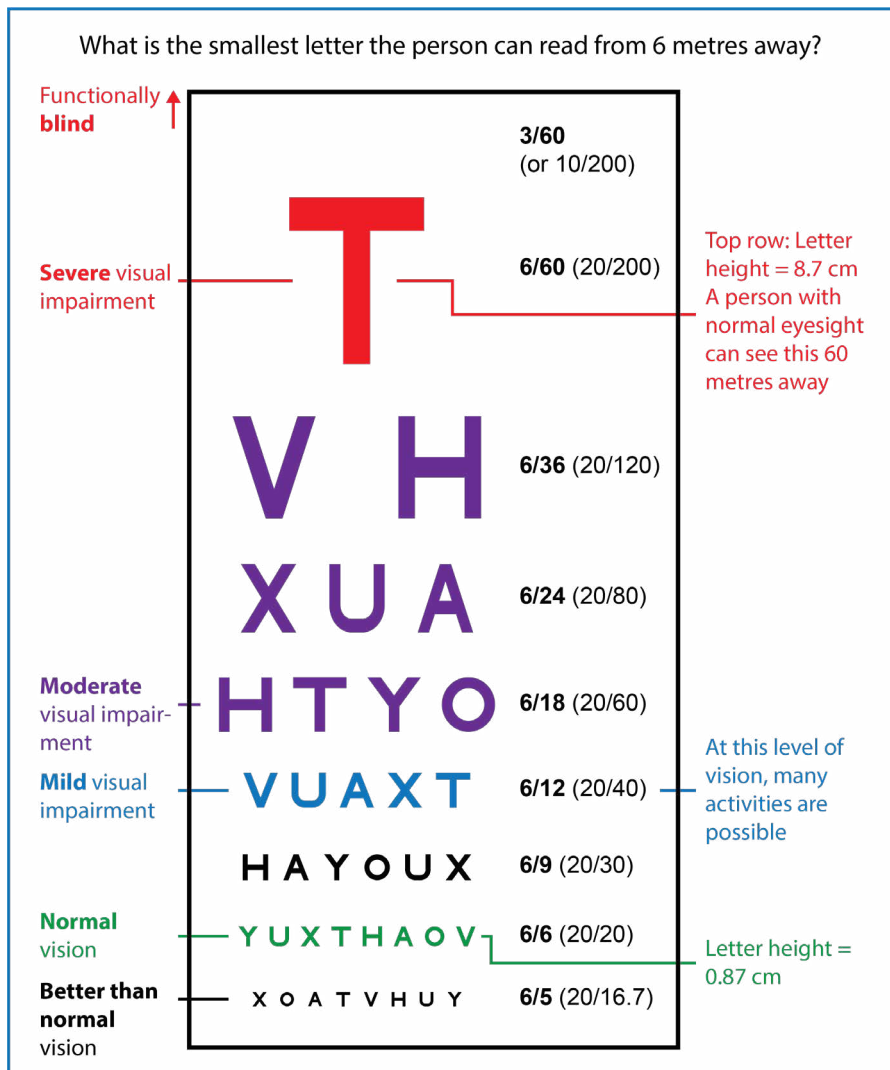 What is the smallest letter the person can read from 6 metres away?
Functionally
blind
3/60
(or 10/200)
T
6/60 (20/200)
Severe visual
impairment
Top row: Letter
height = 8.7 cm
A person with
normal eyesight
can see this 60
metres away
V H
6/36 (20/120)
X U A
6/24 (20/80)
Moderate
visual impair-
ment
H T Y O
6/18 (20/60)
Mild visual
impairment
V U A X T
6/12 (20/40)
At this level of
vision, many
activities are
possible
H A Y O U X
6/9 (20/30)
Normal
vision
Y U X T H A O V
6/6 (20/20)
Letter height =
0.87 cm
Better than
normal
vision
X O A T V H U Y
6/5 (20/16.7)